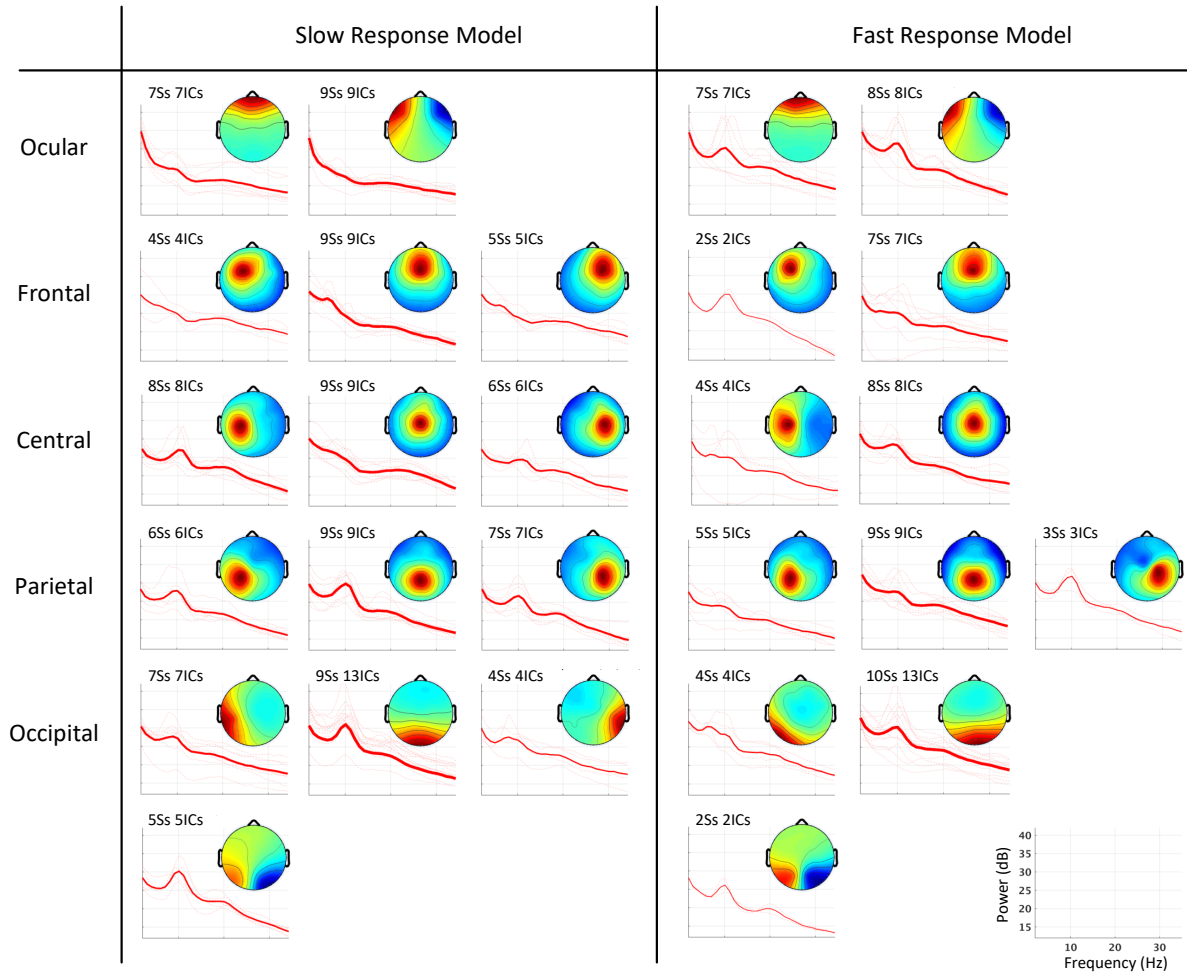 Slow Response Model
Fast Response Model
Ocular
7Ss 7ICs
9Ss 9ICs
7Ss 7ICs
8Ss 8ICs
Frontal
4Ss 4ICs
9Ss 9ICs
5Ss 5ICs
2Ss 2ICs
7Ss 7ICs
Central
8Ss 8ICs
9Ss 9ICs
6Ss 6ICs
4Ss 4ICs
8Ss 8ICs
Parietal
6Ss 6ICs
9Ss 9ICs
7Ss 7ICs
5Ss 5ICs
9Ss 9ICs
3Ss 3ICs
Occipital
7Ss 7ICs
9Ss 13ICs
4Ss 4ICs
4Ss 4ICs
10Ss 13ICs
5Ss 5ICs
2Ss 2ICs
Power (dB)
40
35
30
25
20
15
10 20 30
Frequency (Hz)